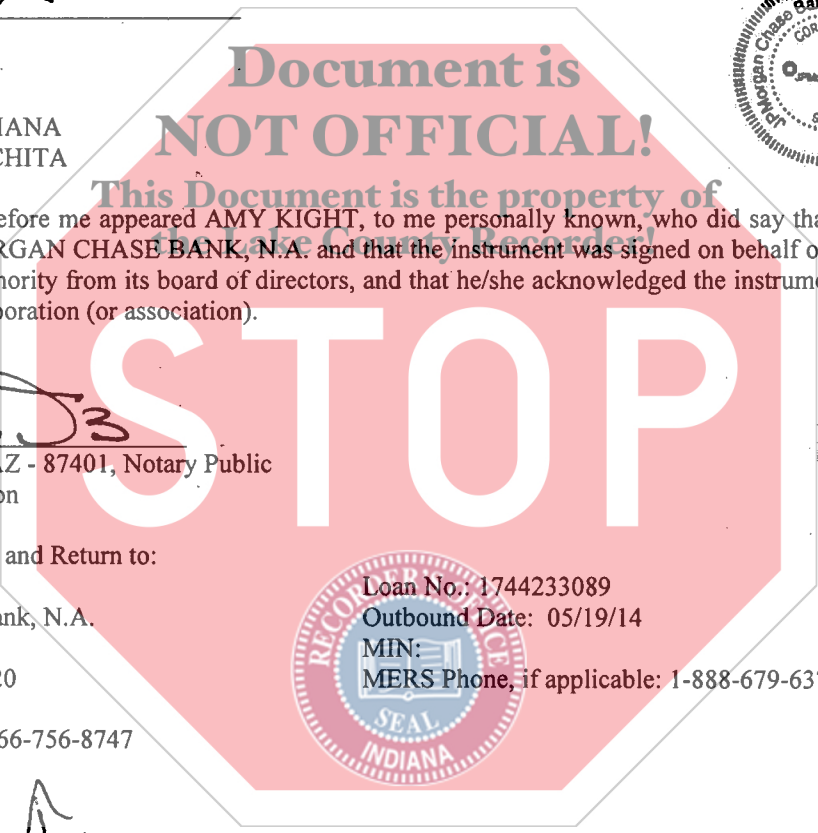 Document is
NOT OFFICIAL!
This Document is the property of
the Lake County Recorder!
JPMorgan Chase Ba
COR
IANA
CHITA
efore me appeared AMY KIGHT, to me personally known, who did say tha
RGAN CHASE BANK, N.A. and that the instrument was signed on behalf o
hority from its board of directors, and that he/she acknowledged the instrume
poration (or association).
STOP
AZ - 87401, Notary Public
on
and Return to:
Loan No.: 1744233089
ank, N.A.
Outbound Date: 05/19/14
MIN:
20
MERS Phone, if applicable: 1-888-679-637
66-756-8747
RECORDER'S OFFICE
SEAL
INDIANA